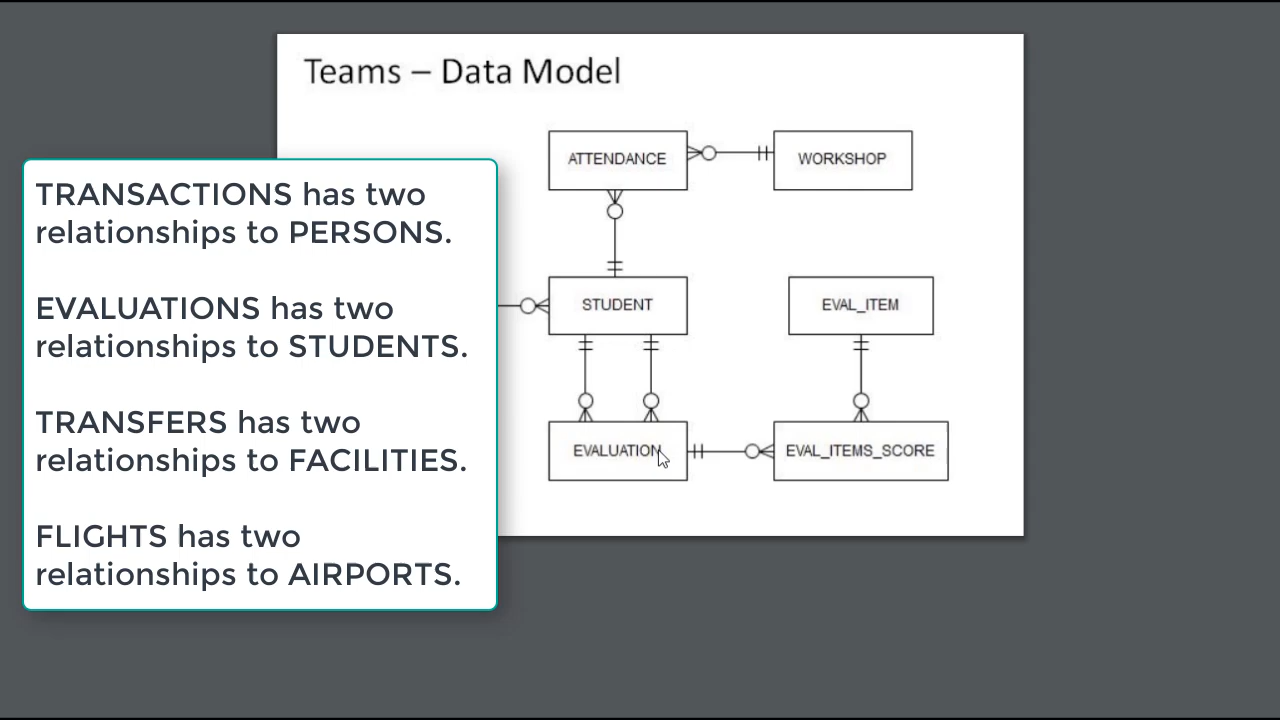 Teams – Data Model
ATTENDANCE
WORKSHOP
TRANSACTIONS has two
relationships to PERSONS.
EVALUATIONS has two
relationships to STUDENTS.
TRANSFERS has two
relationships to FACILITIES.
FLIGHTS has two
relationships to AIRPORTS.
STUDENT
EVAL_ITEM
EVALUATION
EVAL_ITEMS_SCORE